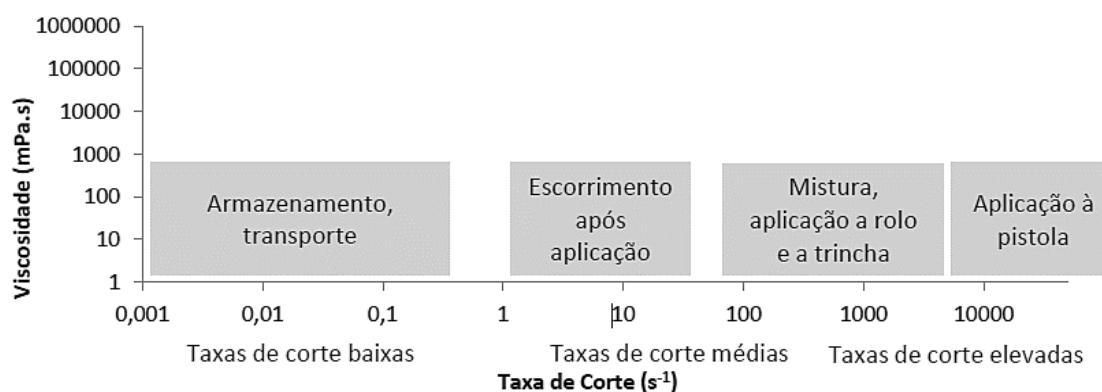 1000000
100000
10000
1000
100
10
1
Viscosidade (mPa.s)
Armazenamento,
transporte
Escorrimento
após
aplicação
Mistura,
aplicação a rolo
e a trincha
Aplicação à
pistola
0,001 0,01 0,1 1 10 100 1000 10000
Taxas de corte baixas Taxas de corte médias Taxas de corte elevadas
Taxa de Corte (s⁻¹)